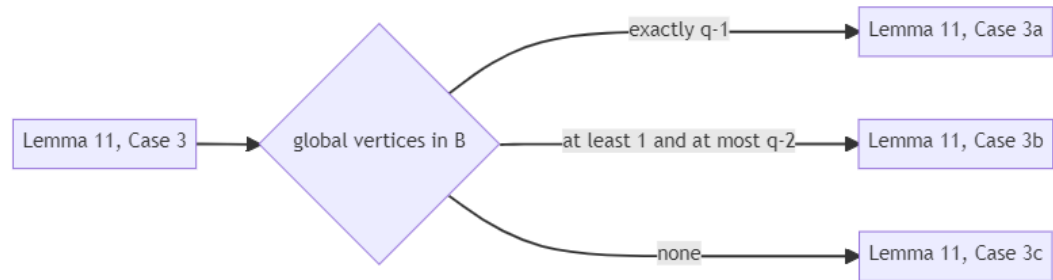 exactly q-1
Lemma 11, Case 3a
Lemma 11, Case 3
global vertices in B
at least 1 and at most q-2
Lemma 11, Case 3b
none
Lemma 11, Case 3c